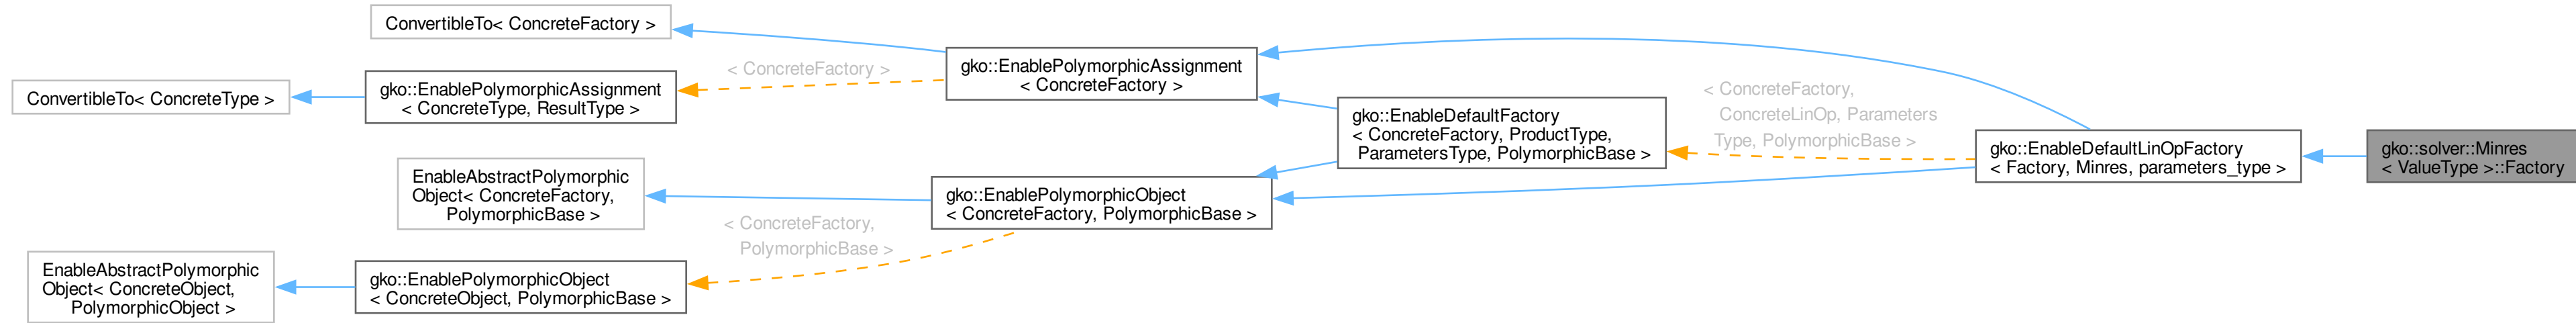 ConvertibleTo< ConcreteFactory >
ConvertibleTo< ConcreteType >
gko::EnablePolymorphicAssignment
< ConcreteType, ResultType >
< ConcreteFactory >
gko::EnablePolymorphicAssignment
< ConcreteFactory >
EnableAbstractPolymorphic
Object< ConcreteFactory,
PolymorphicBase >
gko::EnablePolymorphicObject
< ConcreteFactory, PolymorphicBase >
< ConcreteFactory,
PolymorphicBase >
EnableAbstractPolymorphic
Object< ConcreteObject,
PolymorphicObject >
gko::EnablePolymorphicObject
< ConcreteObject, PolymorphicBase >
gko::EnableDefaultFactory
< ConcreteFactory, ProductType,
ParametersType, PolymorphicBase >
< ConcreteFactory,
ConcreteLinOp, Parameters
Type, PolymorphicBase >
gko::EnableDefaultLinOpFactory
< Factory, Minres, parameters_type >
gko::solver::Minres
< ValueType >::Factory